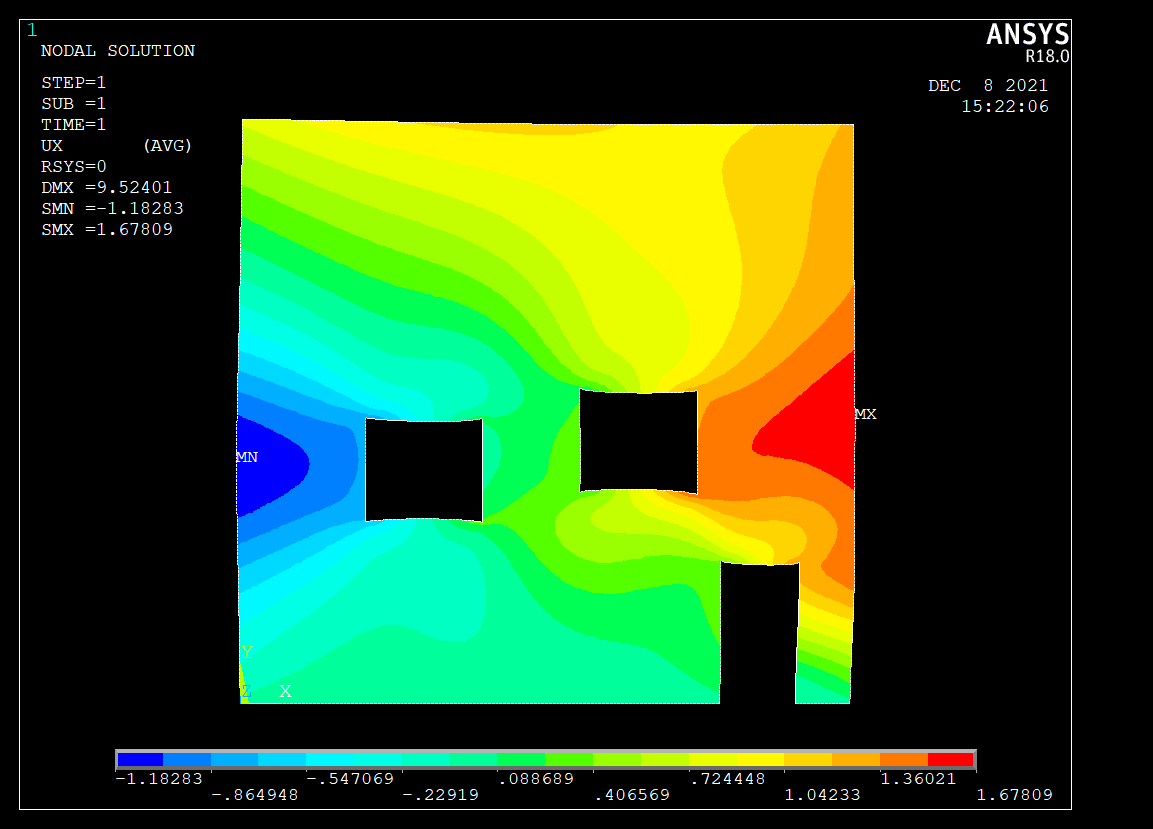 1
ANSYS
R18.0
NODAL SOLUTION
DEC 8 2021
15:22:06
STEP=1
SUB =1
TIME=1
UX (AVG)
RSYS=0
DMX =9.52401
SMN =-1.18283
SMX =1.67809
MX
MN
Y
Z X
-1.18283 -.547069 .088689 .724448 1.36021
-.864948 -.22919 .406569 1.04233 1.67809